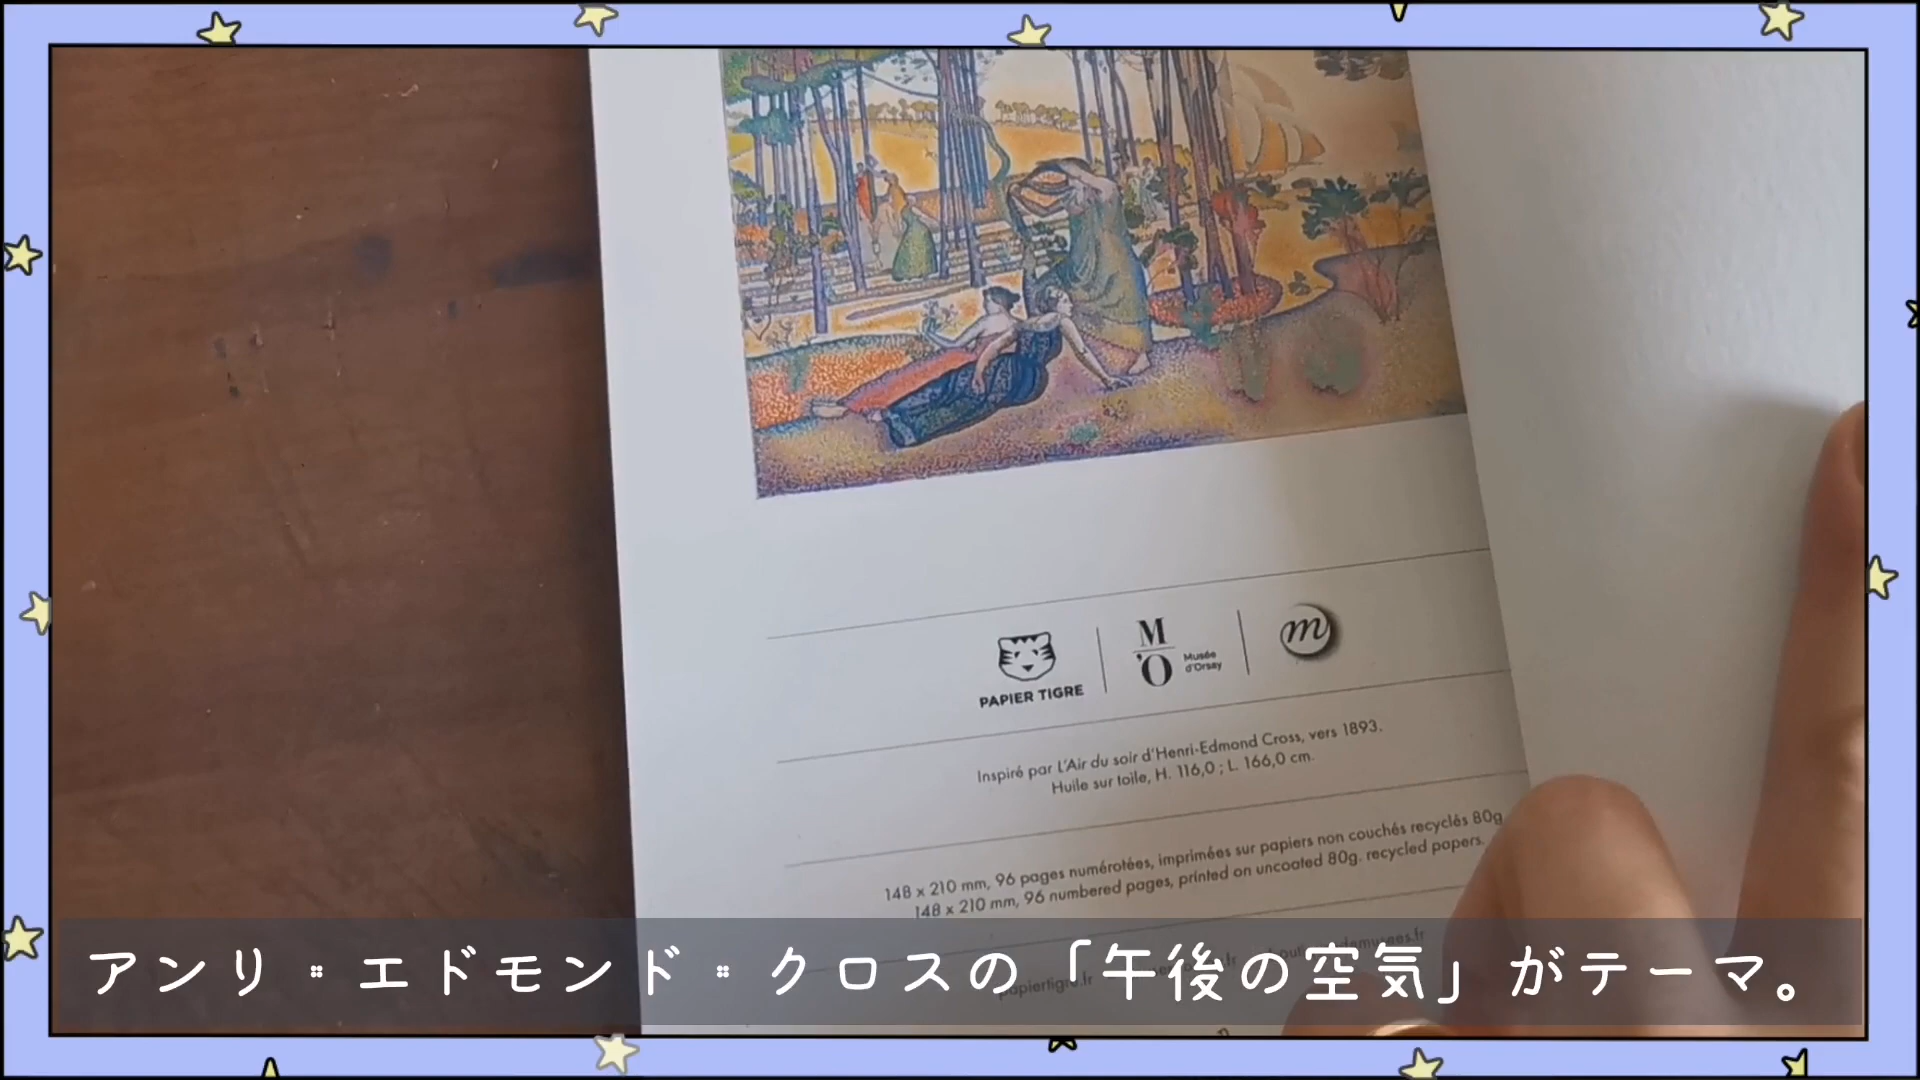 M
'O
Musée
d'Orsay
m
PAPIER TIGRE
Inspiré par L'Air du soir d'Henri-Edmond Cross, vers 1893.
Huile sur toile, H. 116,0 ; L. 166,0 cm.
148 x 210 mm, 96 pages numérotées, imprimées sur papiers non couchés recyclés 80g.
148 x 210 mm, 96 numbered pages, printed on uncoated 80g. recycled papers.
papiertigre.fr
アンリ・エドモンド・クロスの「午後の空気」がテーマ。